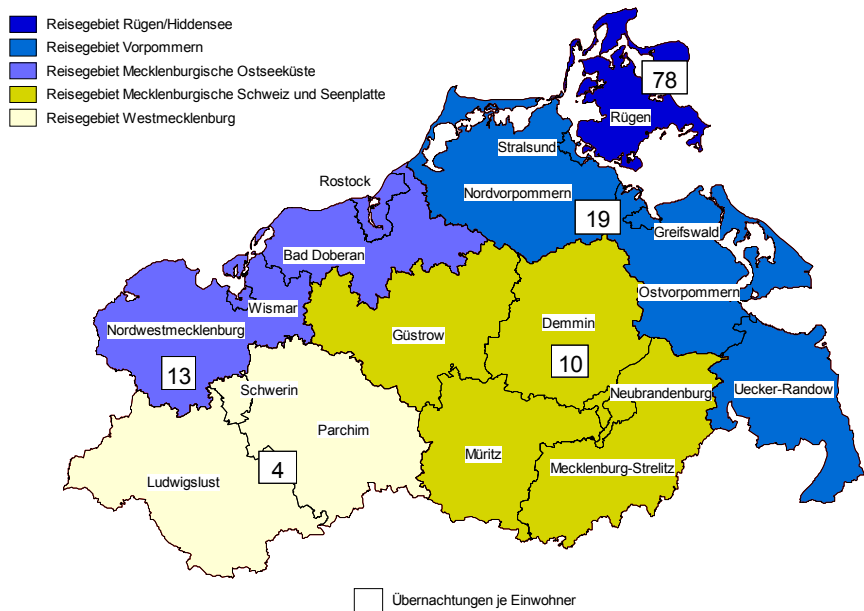 Reisegebiet Rügen/Hiddensee
Reisegebiet Vorpommern
Reisegebiet Mecklenburgische Ostseeküste
Reisegebiet Mecklenburgische Schweiz und Seenplatte
Reisegebiet Westmecklenburg
78
Rügen
Stralsund
Rostock
Nordvorpommern
19
Greifswald
Bad Doberan
Ostvorpommern
Wismar
Nordwestmecklenburg
Güstrow
Demmin
13
10
Schwerin
Neubrandenburg
Uecker-Randow
Parchim
Müritz
4
Mecklenburg-Strelitz
Ludwigslust
Übernachtungen je Einwohner